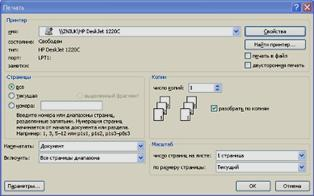 Печать
Принтер
имя: \\ZNIUK\HP DeskJet 1220C
Свойства
состояние: Свободен
тип: HP DeskJet 1220C
Найти принтер...
порт: LPT1:
печать в файл
заметки:
двусторонняя печать
Страницы
все
текущая
выделенный фрагмент
номера:
Введите номера или диапазоны страниц,
разделенные запятыми. Нумерация страниц
начинается от начала документа или раздела.
Например: 1, 3, 5–12 или p1s1, p1s2, p1s3–p8s3
Копии
число копий: 1
разобрать по копиям
Напечатать: Документ
Включить: Все страницы диапазона
Масштаб
число страниц на листе: 1 страница
по размеру страницы: Текущий
Параметры...
ОК
Отмена